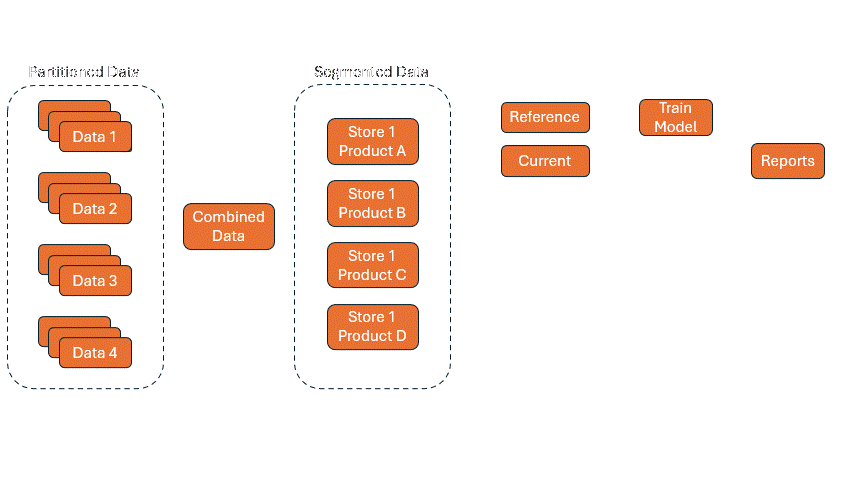 Partitioned Data
Data 1
Data 2
Data 3
Data 4
Combined
Data
Segmented Data
Store 1
Product A
Store 1
Product B
Store 1
Product C
Store 1
Product D
Reference
Current
Train
Model
Reports